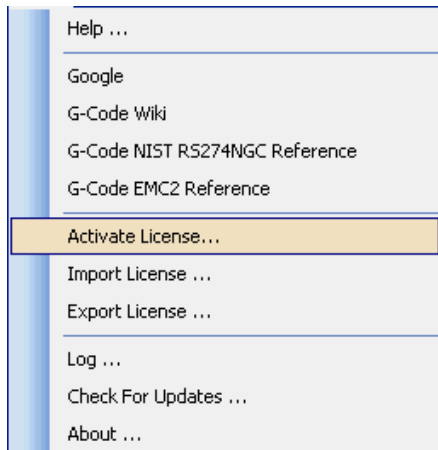 Help ...
Google
G-Code Wiki
G-Code NIST RS274NGC Reference
G-Code EMC2 Reference
Activate License...
Import License ...
Export License ...
Log ...
Check For Updates ...
About ...